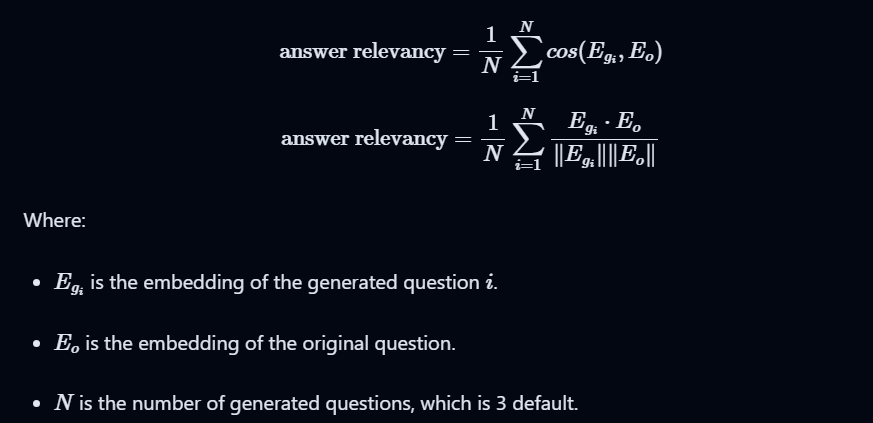 answer relevancy = \frac{1}{N} \sum_{i=1}^{N} cos(E_{g_i}, E_o)
answer relevancy = \frac{1}{N} \sum_{i=1}^{N} \frac{E_{g_i} \cdot E_o}{\|E_{g_i}\|\|E_o\|}
Where:
• E_{g_i} is the embedding of the generated question i.
• E_o is the embedding of the original question.
• N is the number of generated questions, which is 3 default.